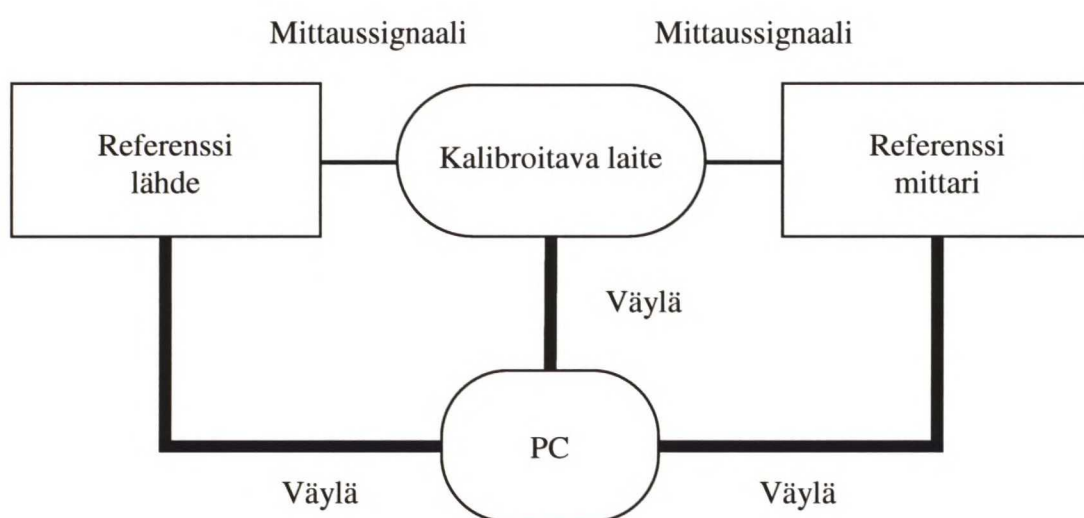 Mittaussignaali
Mittaussignaali
Referenssi
lähde
Kalibroitava laite
Referenssi
mittari
Väylä
PC
Väylä
Väylä